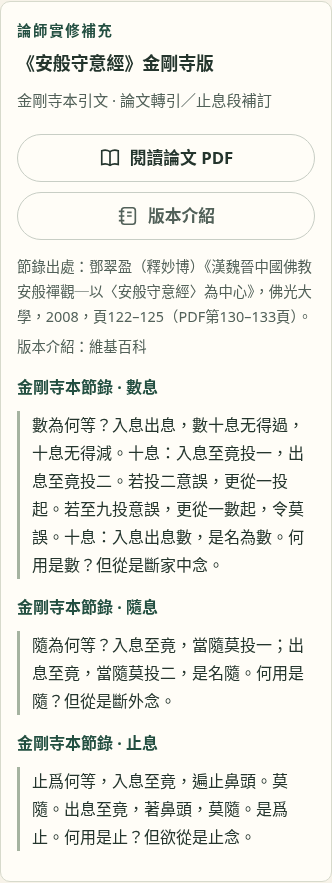 論師實修補充
《安般守意經》金剛寺版
金剛寺本引文 · 論文轉引／止息段補訂
閱讀論文 PDF
版本介紹
節錄出處：鄧翠盈（釋妙博）《漢魏晉中國佛教
安般禪觀─以〈安般守意經〉為中心》，佛光大
學，2008，頁122–125（PDF第130–133頁）。
版本介紹：維基百科
金剛寺本節錄 · 數息
數為何等？入息出息，數十息无得過，
十息无得減。十息：入息至竟投一，出
息至竟投二。若投二意誤，更從一投
起。若至九投意誤，更從一數起，令莫
誤。十息：入息出息數，是名為數。何
用是數？但從是斷家中念。
金剛寺本節錄 · 隨息
隨為何等？入息至竟，當隨莫投一；出
息至竟，當隨莫投二，是名隨。何用是
隨？但從是斷外念。
金剛寺本節錄 · 止息
止爲何等，入息至竟，遍止鼻頭。莫
隨。出息至竟，著鼻頭，莫隨。是爲
止。何用是止？但欲從是止念。